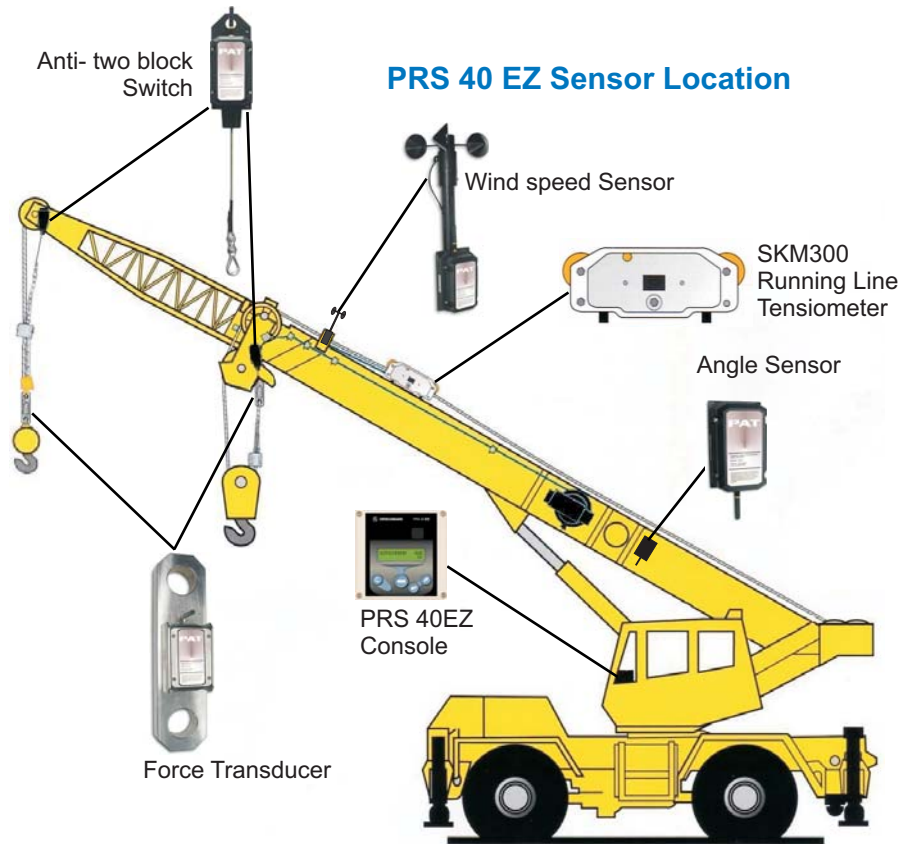 PRS 40 EZ Sensor Location
Anti- two block
Switch
PAT
Wind speed Sensor
SKM300
Running Line
Tensiometer
Angle Sensor
PAT
PRS 40EZ
Console
PAT
Force Transducer